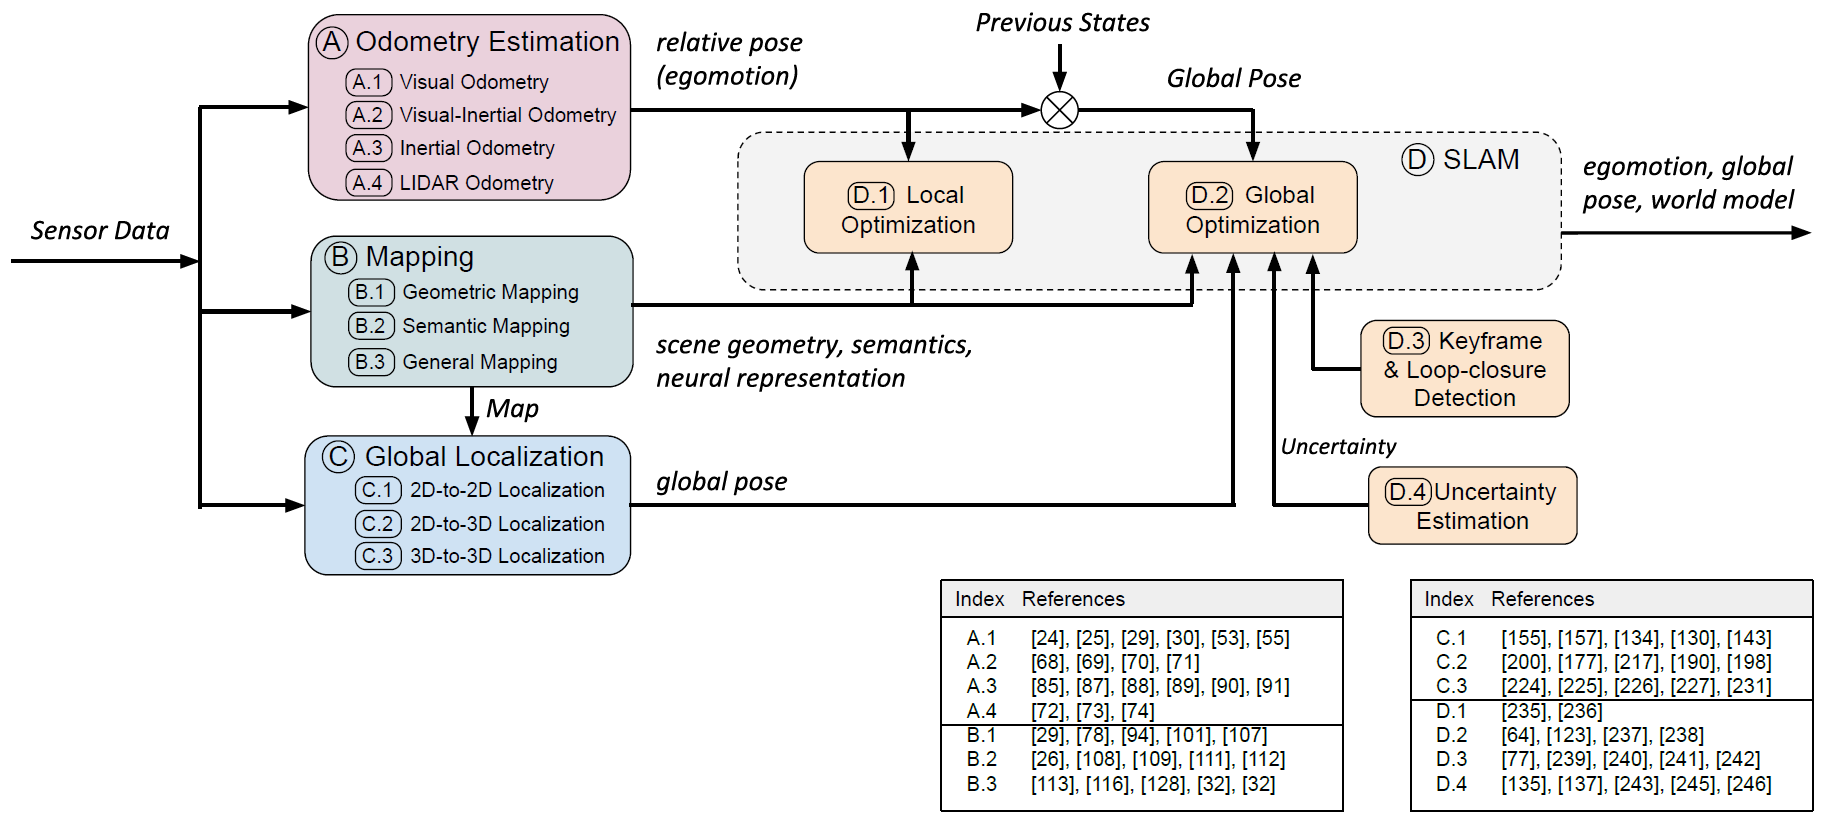 Previous States
A Odometry Estimation
A.1 Visual Odometry
A.2 Visual-Inertial Odometry
A.3 Inertial Odometry
A.4 LIDAR Odometry
relative pose
(egomotion)
Global Pose
D SLAM
D.1 Local
Optimization
D.2 Global
Optimization
egomotion, global
pose, world model
Sensor Data
B Mapping
B.1 Geometric Mapping
B.2 Semantic Mapping
B.3 General Mapping
scene geometry, semantics,
neural representation
D.3 Keyframe
& Loop-closure
Detection
Map
C Global Localization
C.1 2D-to-2D Localization
C.2 2D-to-3D Localization
C.3 3D-to-3D Localization
global pose
Uncertainty
D.4 Uncertainty
Estimation
Index References
A.1 [24], [25], [29], [30], [53], [55]
A.2 [68], [69], [70], [71]
A.3 [85], [87], [88], [89], [90], [91]
A.4 [72], [73], [74]
B.1 [29], [78], [94], [101], [107]
B.2 [26], [108], [109], [111], [112]
B.3 [113], [116], [128], [32], [32]
Index References
C.1 [155], [157], [134], [130], [143]
C.2 [200], [177], [217], [190], [198]
C.3 [224], [225], [226], [227], [231]
D.1 [235], [236]
D.2 [64], [123], [237], [238]
D.3 [77], [239], [240], [241], [242]
D.4 [135], [137], [243], [245], [246]